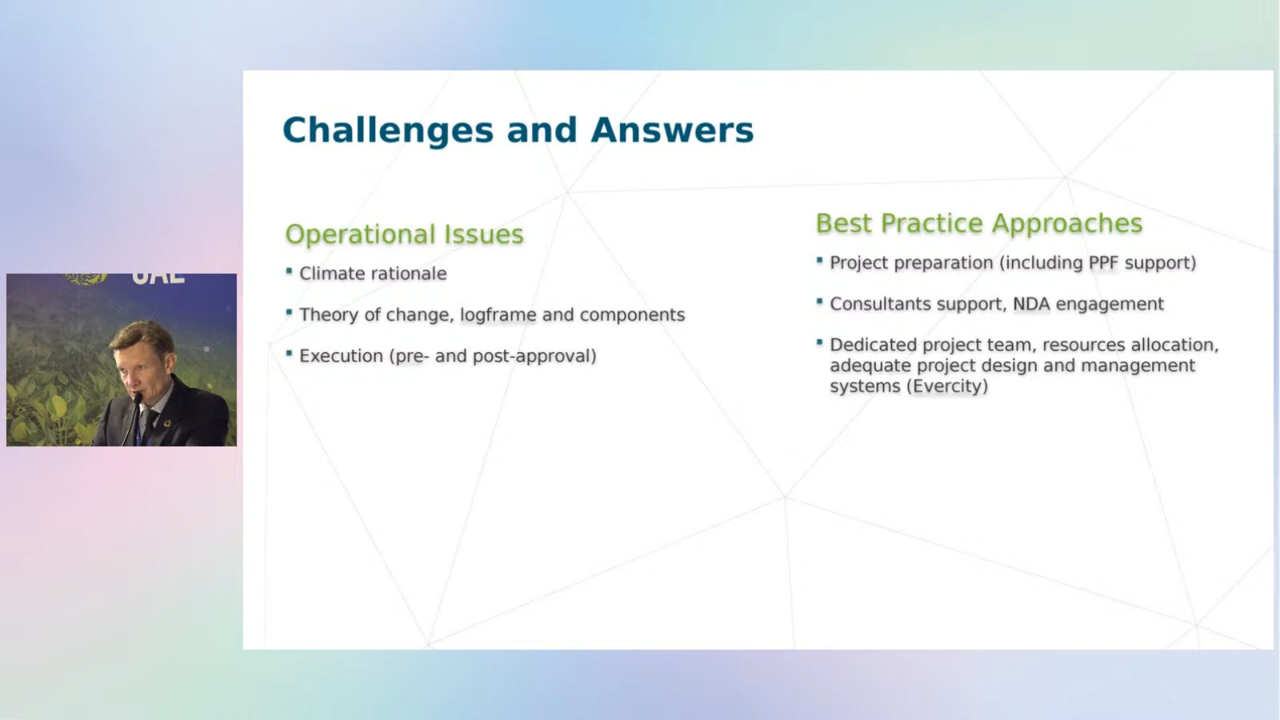 Challenges and Answers
Operational Issues
Climate rationale
Theory of change, logframe and components
Execution (pre- and post-approval)
Best Practice Approaches
Project preparation (including PPF support)
Consultants support, NDA engagement
Dedicated project team, resources allocation,
adequate project design and management
systems (Evercity)
UAE